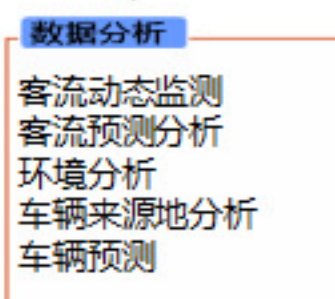 数据分析
客流动态监测
客流预测分析
环境分析
车辆来源地分析
车辆预测